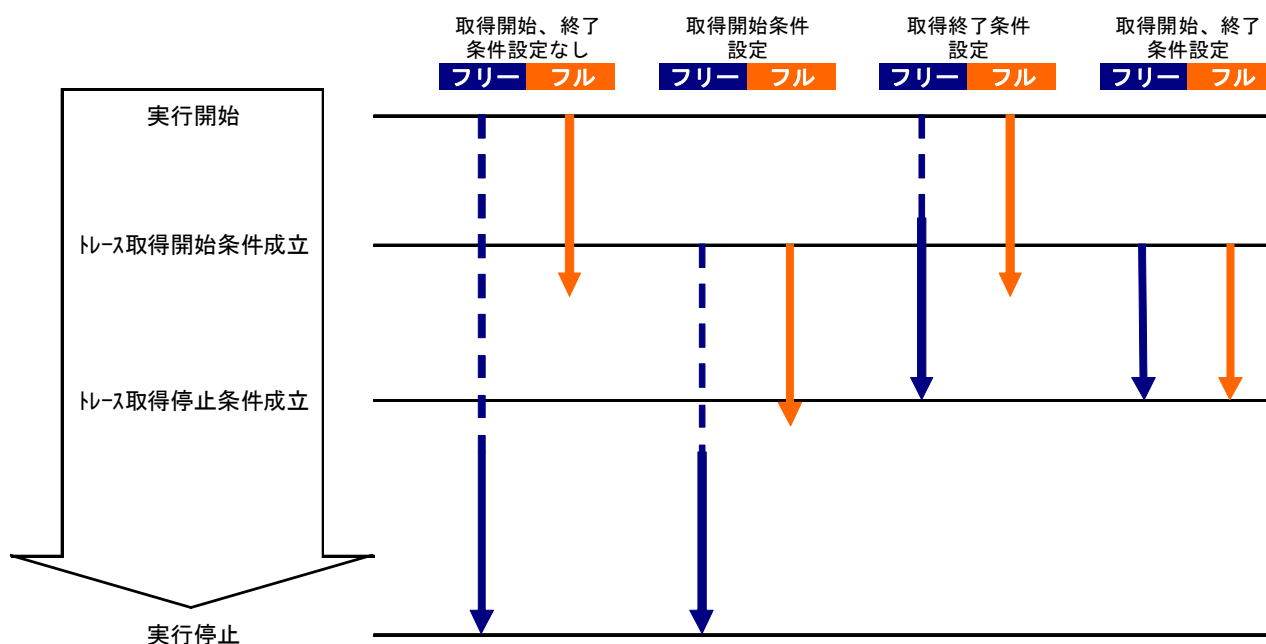 取得開始、終了
条件設定なし
フリー フル
取得開始条件
設定
フリー フル
取得終了条件
設定
フリー フル
取得開始、終了
条件設定
フリー フル
実行開始
ﾄﾚｰｽ取得開始条件成立
ﾄﾚｰｽ取得停止条件成立
実行停止